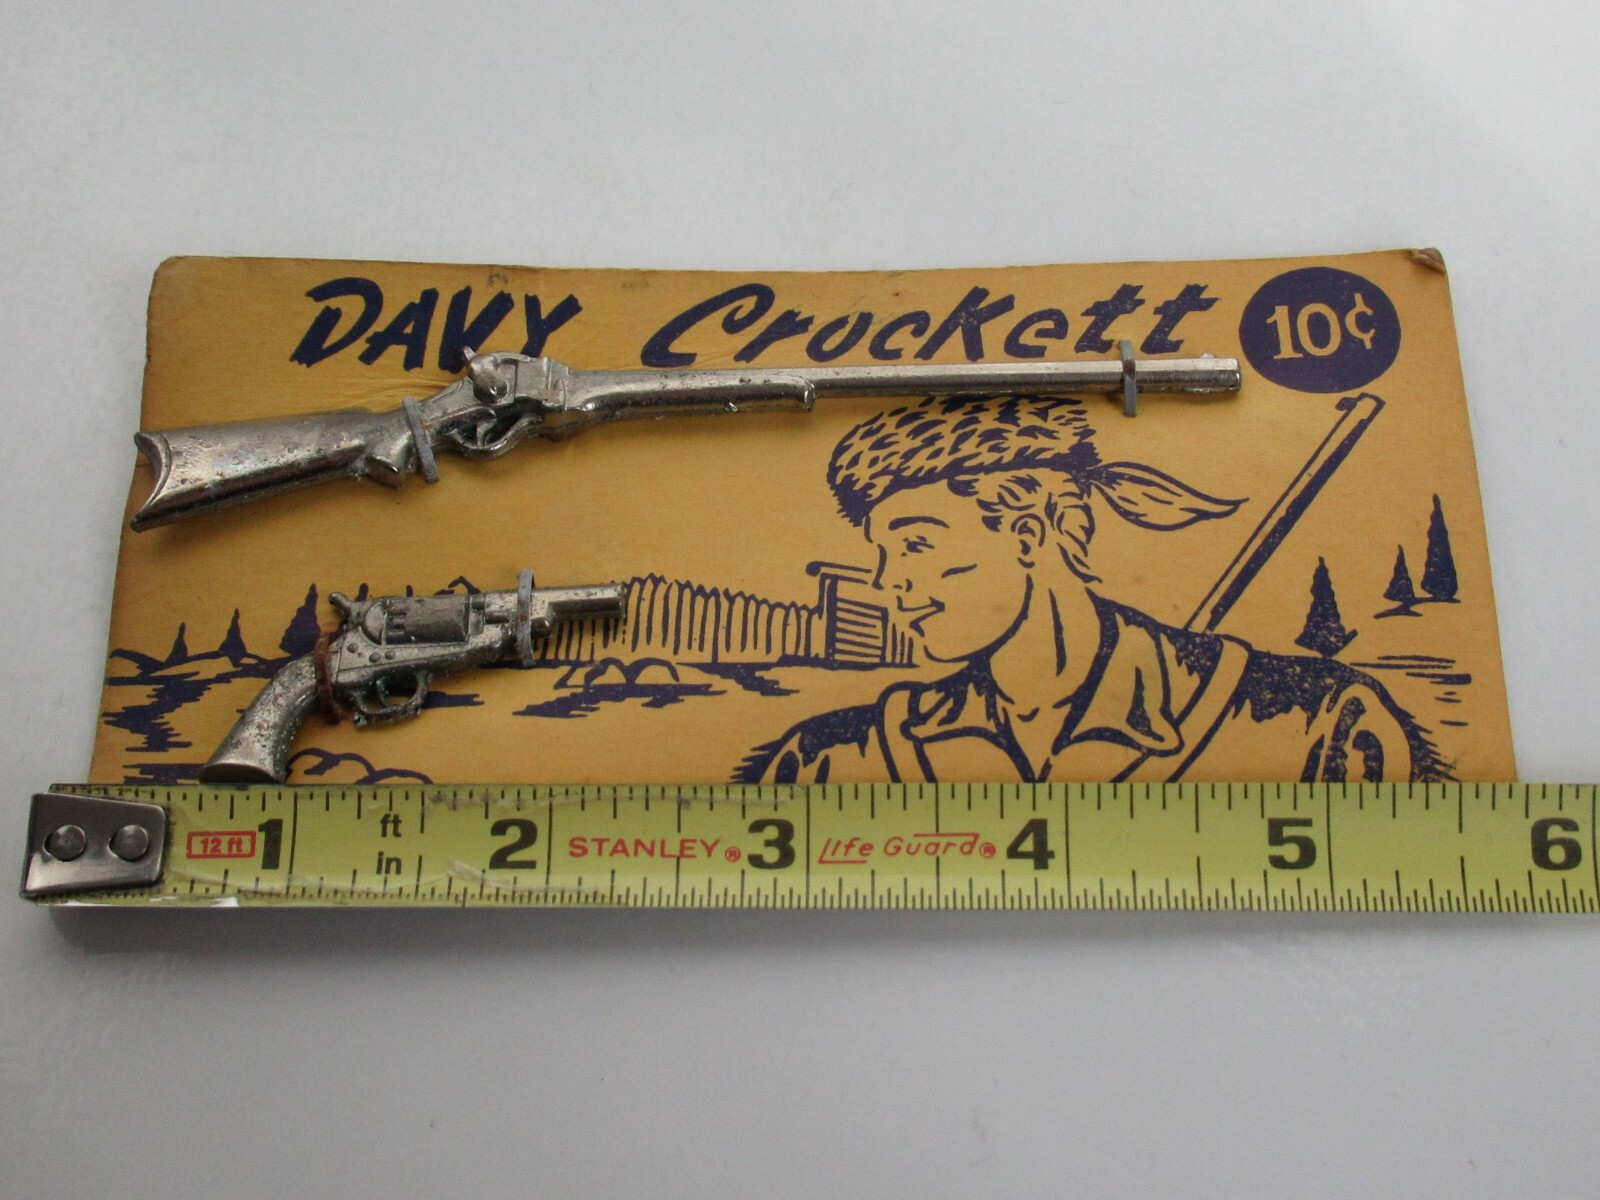 DAVY Crockett 10¢
ft
12 ft 1 2 STANLEY® 3 Life Guard® 4 5 6
in